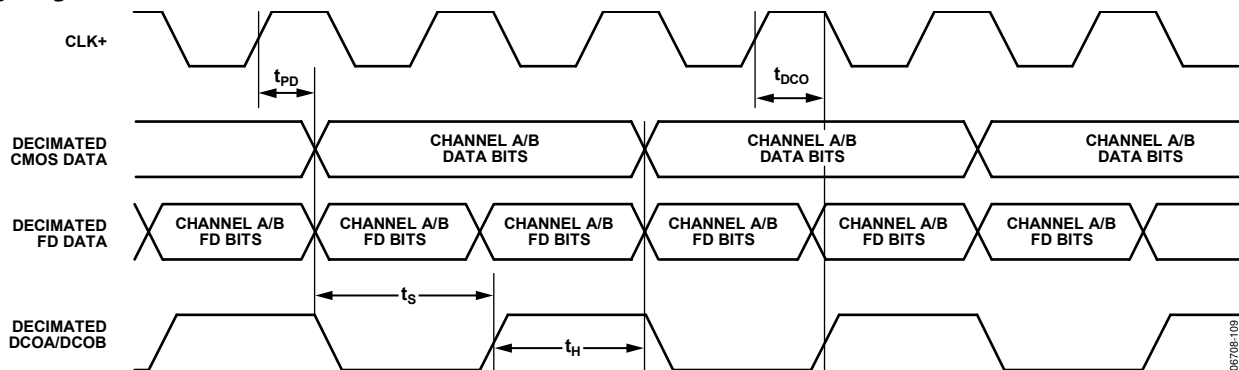 CLK+
tPD
tDCO
DECIMATED
CMOS DATA
CHANNEL A/B
DATA BITS
CHANNEL A/B
DATA BITS
CHANNEL A/B
DATA BITS
DECIMATED
FD DATA
CHANNEL A/B
FD BITS
CHANNEL A/B
FD BITS
CHANNEL A/B
FD BITS
CHANNEL A/B
FD BITS
CHANNEL A/B
FD BITS
CHANNEL A/B
FD BITS
tS
DECIMATED
DCOA/DCOB
tH
06708-109